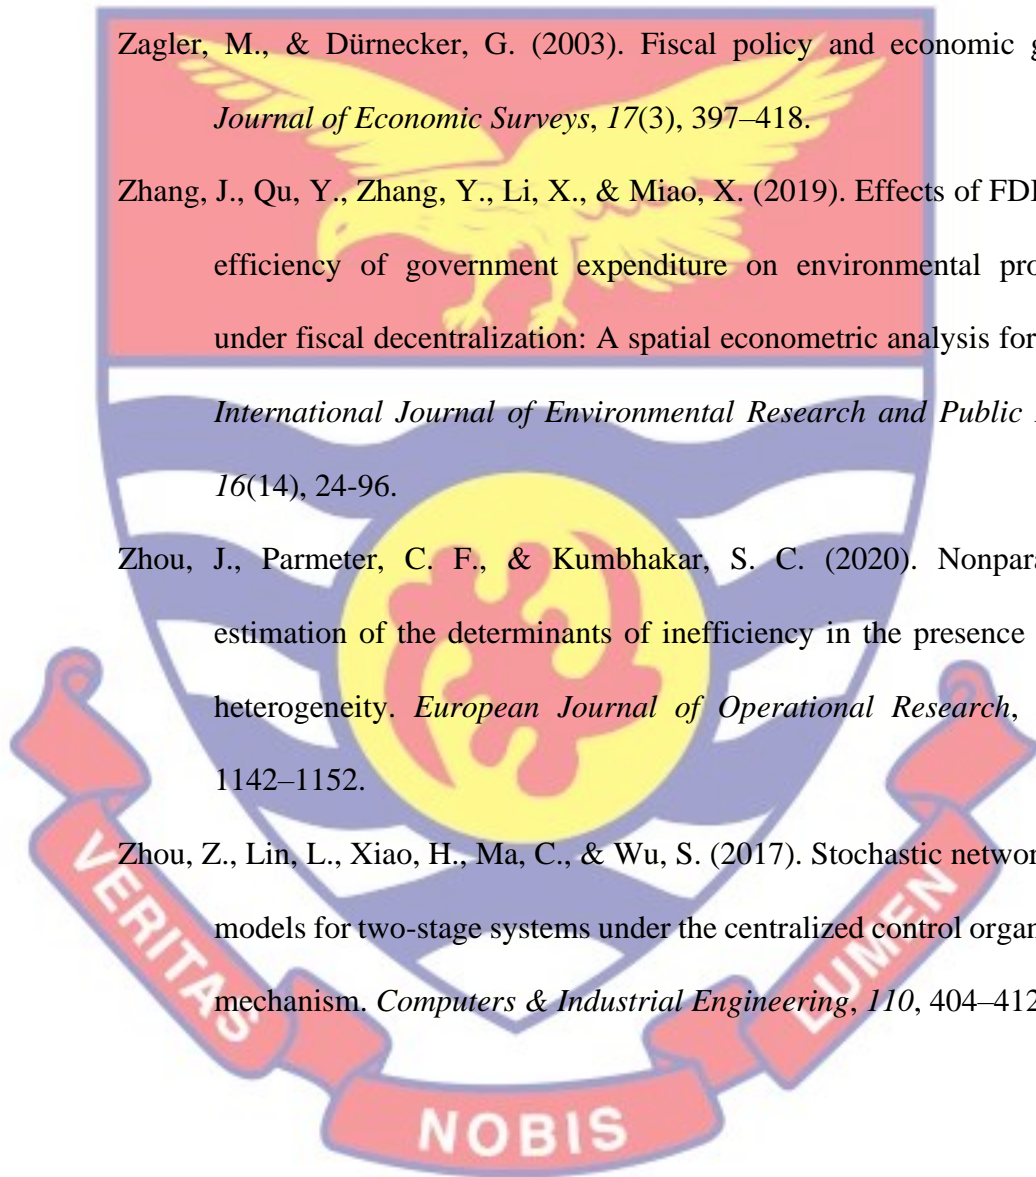 Zagler, M., & Dürnecker, G. (2003). Fiscal policy and economic g
Journal of Economic Surveys, 17(3), 397–418.
Zhang, J., Qu, Y., Zhang, Y., Li, X., & Miao, X. (2019). Effects of FDI
efficiency of government expenditure on environmental pro
under fiscal decentralization: A spatial econometric analysis for
International Journal of Environmental Research and Public
16(14), 24-96.
Zhou, J., Parmeter, C. F., & Kumbhakar, S. C. (2020). Nonpara
estimation of the determinants of inefficiency in the presence
heterogeneity. European Journal of Operational Research,
1142–1152.
Zhou, Z., Lin, L., Xiao, H., Ma, C., & Wu, S. (2017). Stochastic networ
models for two-stage systems under the centralized control organ
mechanism. Computers & Industrial Engineering, 110, 404–412
VERITAS
NOBIS
LUMEN